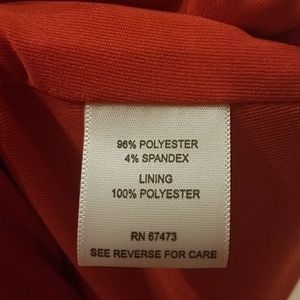 96% POLYESTER
4% SPANDEX
LINING
100% POLYESTER
RN 67473
SEE REVERSE FOR CARE